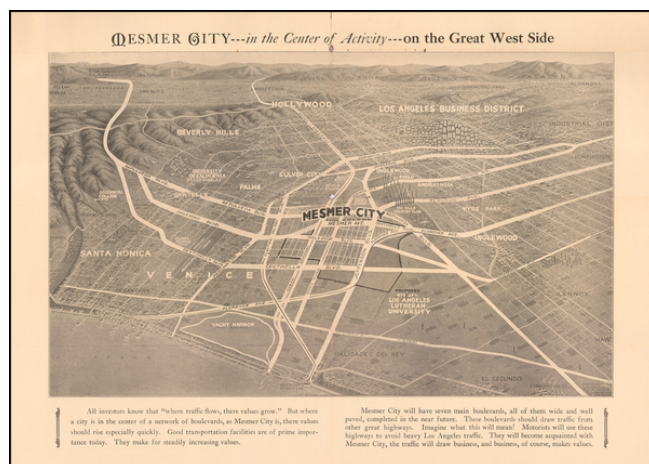 MESMER CITY---in the Center of Activity---on the Great West Side
HOLLYWOOD
LOS ANGELES BUSINESS DISTRICT
BEVERLY HILLS
INDUSTRIAL CITY
UNIVERSITY
OF CALIFORNIA
CULVER CITY
PALMS
HYDE PARK
MESMER CITY
INGLEWOOD
SANTA MONICA
VENICE
PROPOSED
SITE OF
LOS ANGELES
LUTHERAN
UNIVERSITY
LENNOX
YACHT HARBOR
PALISADES DEL REY
EL SEGUNDO
All investors know that "where traffic flows, there values grow." But where
a city is in the center of a network of boulevards, as Mesmer City is, there values
should rise especially quickly. Good transportation facilities are of prime impor-
tance today. They make for steadily increasing values.
Mesmer City will have seven main boulevards, all of them wide and well
paved, completed in the near future. These boulevards should draw traffic from
other great highways. Imagine what this will mean! Motorists will use these
highways to avoid heavy Los Angeles traffic. They will become acquainted with
Mesmer City, the traffic will draw business, and business, of course, makes values.